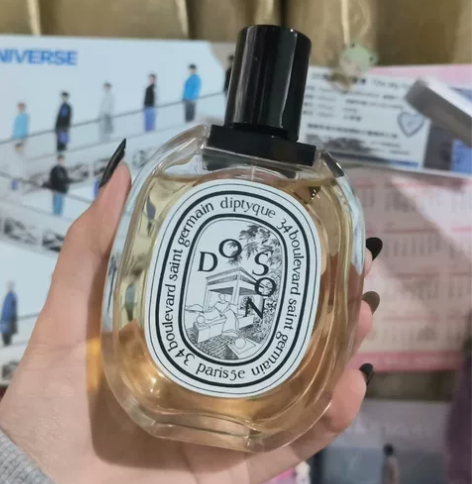 NIVERSE
34 boulevard saint germain diptyque 34 boulevard saint germain paris5e
DO
SON